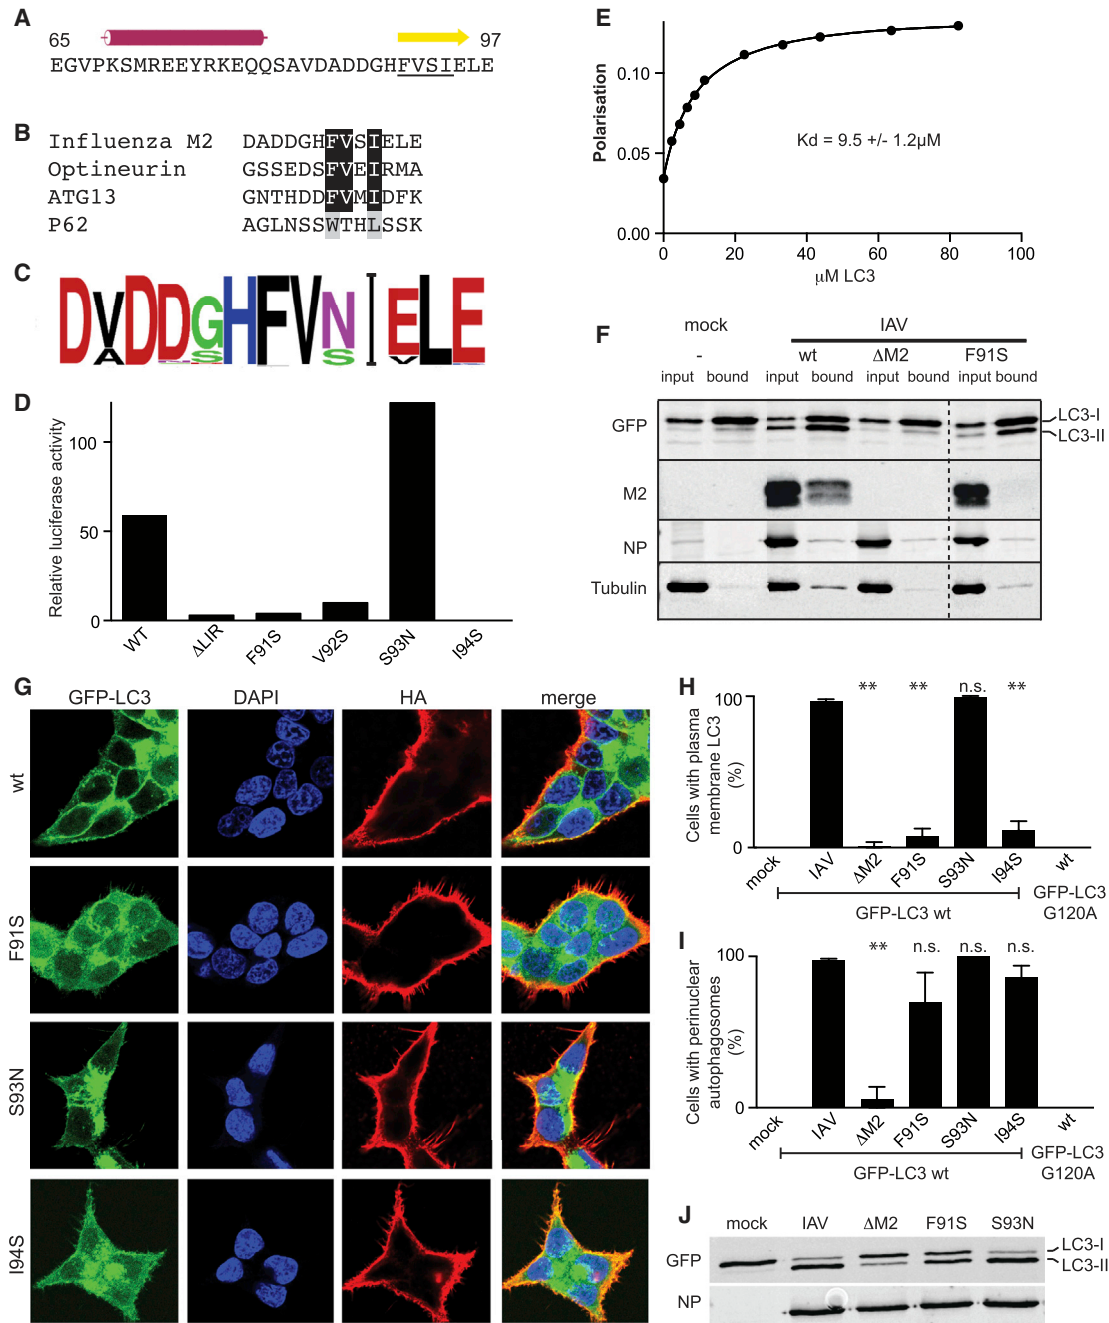 A
65
97
EGVPKSMREEYRKEQQSAVDADDGHFVSIELE
B
Influenza M2 DADDGHFVSIELE
Optineurin GSSEDSFVEIRMA
ATG13 GNTHDDFVMIDFK
P62 AGLNSSWTHLSSK
C
DVDDGHFVNIELE
A S S V
D
Relative luciferase activity
100
50
0
WT ΔLIR F91S V92S S93N I94S
E
Polarisation
0.10
0.05
0.00
Kd = 9.5 +/- 1.2µM
0 20 40 60 80 100
µM LC3
F
mock IAV
- wt ΔM2 F91S
input bound input bound input bound input bound
GFP
LC3-I
LC3-II
M2
NP
Tubulin
G
GFP-LC3 DAPI HA merge
wt
F91S
S93N
I94S
H
Cells with plasma
membrane LC3
(%)
100
0
** ** n.s. **
mock IAV ΔM2 F91S S93N I94S wt
GFP-LC3 wt
GFP-LC3
G120A
I
Cells with perinuclear
autophagosomes
(%)
100
0
** n.s. n.s. n.s.
mock IAV ΔM2 F91S S93N I94S wt
GFP-LC3 wt
GFP-LC3
G120A
J
mock IAV ΔM2 F91S S93N
GFP
LC3-I
LC3-II
NP